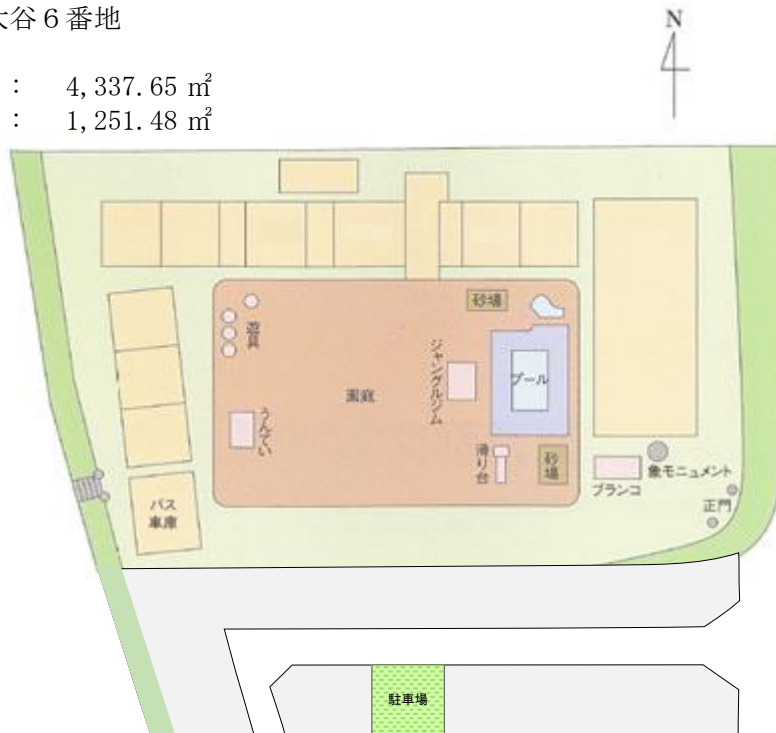 大谷６番地
N
： 4,337.65 ㎡
： 1,251.48 ㎡
砂場
遊具
ジャングルジム
プール
園庭
うんてい
滑り台
砂場
象モニュメント
ブランコ
正門
バス
車庫
駐車場